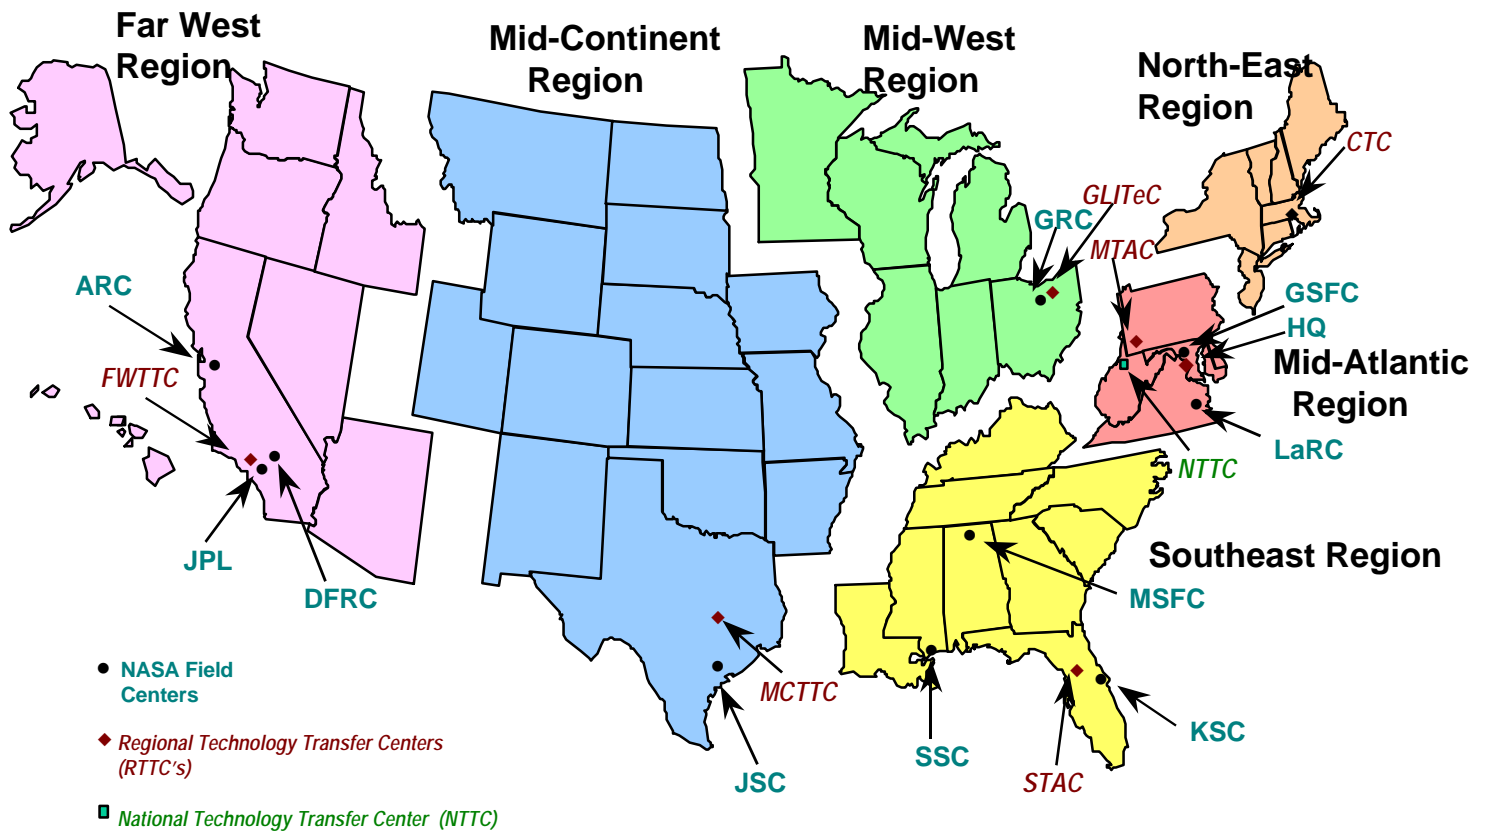 Far West
Region
Mid-Continent
Region
Mid-West
Region
North-East
Region
CTC
GLITeC
GRC
MTAC
ARC
GSFC
HQ
FWTTC
Mid-Atlantic
Region
LaRC
NTTC
JPL
DFRC
Southeast Region
MSFC
NASA Field
Centers
MCTTC
KSC
SSC
STAC
JSC
Regional Technology Transfer Centers
(RTTC's)
National Technology Transfer Center (NTTC)